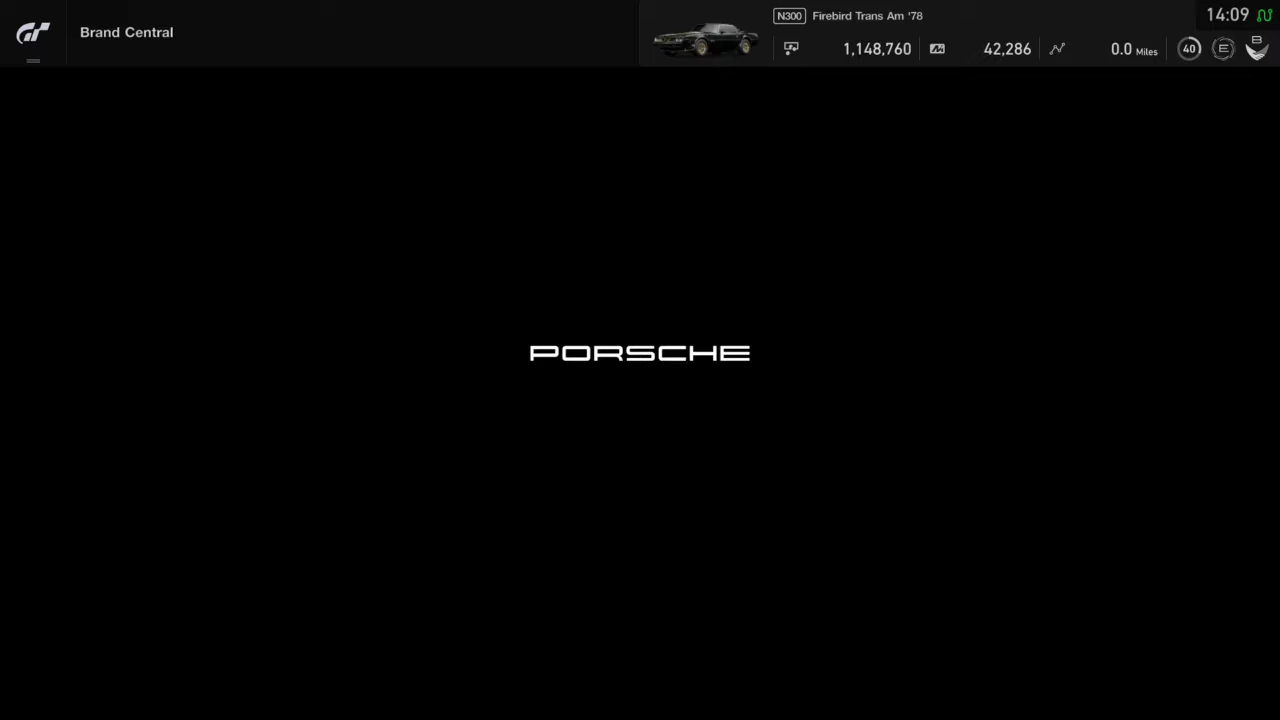 Brand Central
N300 Firebird Trans Am '78
14:09
1,148,760 42,286 0.0 Miles 40 E B
PORSCHE